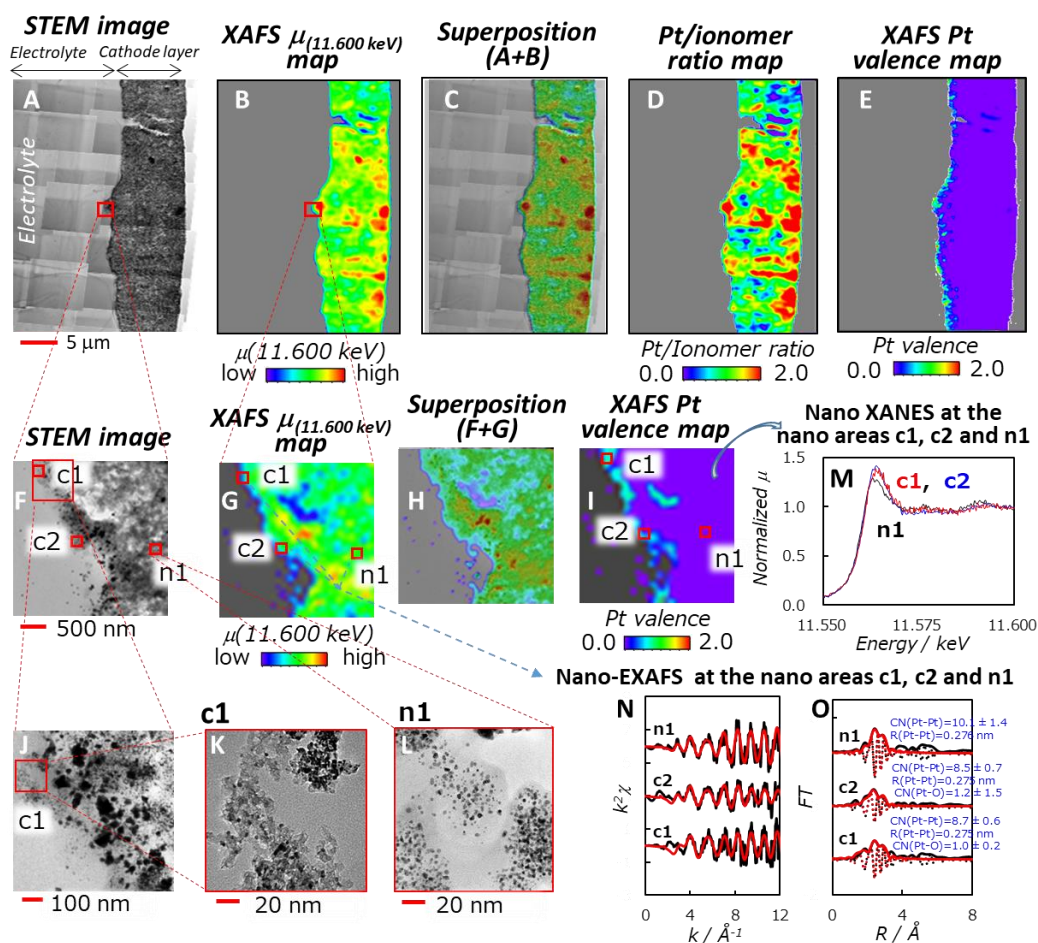 STEM image
Electrolyte Cathode layer
XAFS μ(11.600 keV)
map
Superposition
(A+B)
Pt/ionomer
ratio map
XAFS Pt
valence map
A
B
C
D
E
Electrolyte
5 μm
μ(11.600 keV)
low high
Pt/Ionomer ratio
0.0 2.0
Pt valence
0.0 2.0
STEM image
XAFS μ(11.600 keV)
map
Superposition
(F+G)
XAFS Pt
valence map
Nano XANES at the
nano areas c1, c2 and n1
F
c1
c2
n1
G
c1
c2
n1
H
I
c1
c2
n1
M
c1, c2
n1
Normalized μ
1.5
1.0
0.5
0.0
11.550 11.575 11.600
Energy / keV
500 nm
μ(11.600 keV)
low high
Pt valence
0.0 2.0
Nano-EXAFS at the nano areas c1, c2 and n1
c1
n1
J
c1
K
L
100 nm
20 nm
20 nm
N
n1
c2
c1
k²χ
0 4 8 12
k / Å⁻¹
O
n1
CN(Pt-Pt)=10.1 ± 1.4
R(Pt-Pt)=0.276 nm
c2
CN(Pt-Pt)=8.5 ± 0.7
R(Pt-Pt)=0.275 nm
CN(Pt-O)=1.2 ± 1.5
c1
CN(Pt-Pt)=8.7 ± 0.6
R(Pt-Pt)=0.275 nm
CN(Pt-O)=1.0 ± 0.2
FT
0 4 8
R / Å